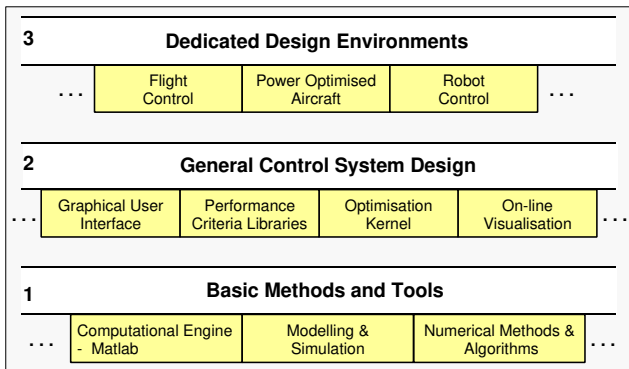 3 Dedicated Design Environments
... Flight Control Power Optimised Aircraft Robot Control ...
2 General Control System Design
... Graphical User Interface Performance Criteria Libraries Optimisation Kernel On-line Visualisation ...
1 Basic Methods and Tools
... Computational Engine - Matlab Modelling & Simulation Numerical Methods & Algorithms ...